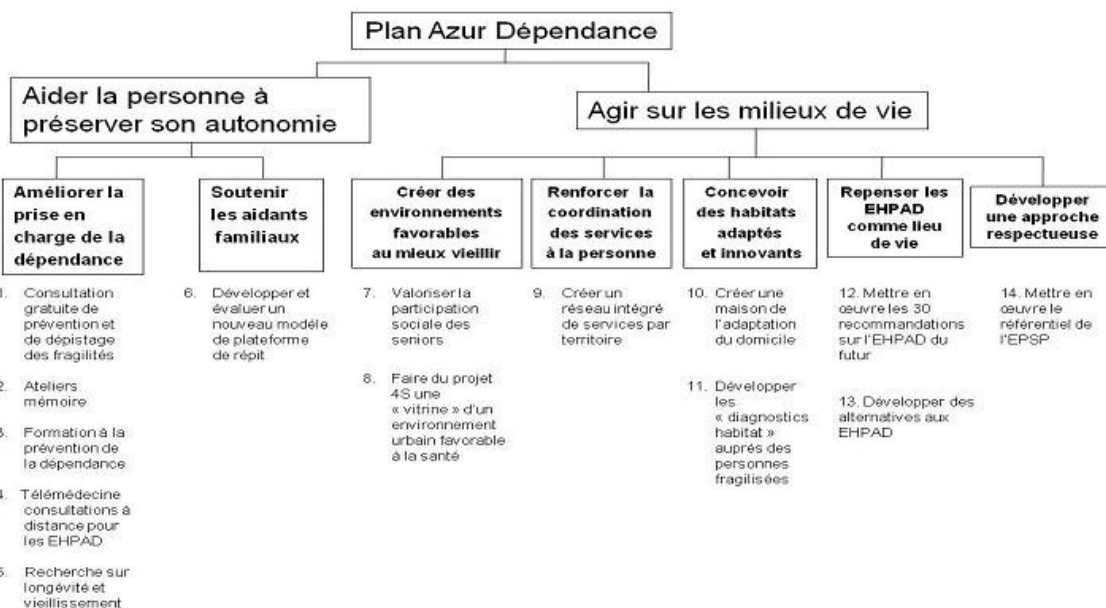 Plan Azur Dépendance
Aider la personne à
préserver son autonomie
Agir sur les milieux de vie
Améliorer la
prise en
charge de la
dépendance
Soutenir
les aidants
familiaux
Créer des
environnements
favorables
au mieux vieillir
Renforcer la
coordination
des services
à la personne
Concevoir
des habitats
adaptés
et innovants
Repenser les
EHPAD
comme lieu
de vie
Développer
une approche
respectueuse
1. Consultation
gratuite de
prévention et
de dépistage
des fragilités
2. Ateliers
mémoire
3. Formation à la
prévention de
la dépendance
4. Télémédecine
consultations à
distance pour
les EHPAD
5. Recherche sur
longévité et
vieillissement
6. Développer et
évaluer un
nouveau modèle
de plateforme
de répit
7. Valoriser la
participation
sociale des
seniors
8. Faire du projet
4S une
« vitrine » d'un
environnement
urbain favorable
à la santé
9. Créer un
réseau intégré
de services par
territoire
10. Créer une
maison de
l'adaptation
du domicile
11. Développer
les
« diagnostics
habitat »
auprés des
personnes
fragilisées
12. Mettre en
œuvre les 30
recommandations
sur l'EHPAD du
futur
13. Développer des
alternatives aux
EHPAD
14. Mettre en
œuvre le
référentiel de
l'EPSP